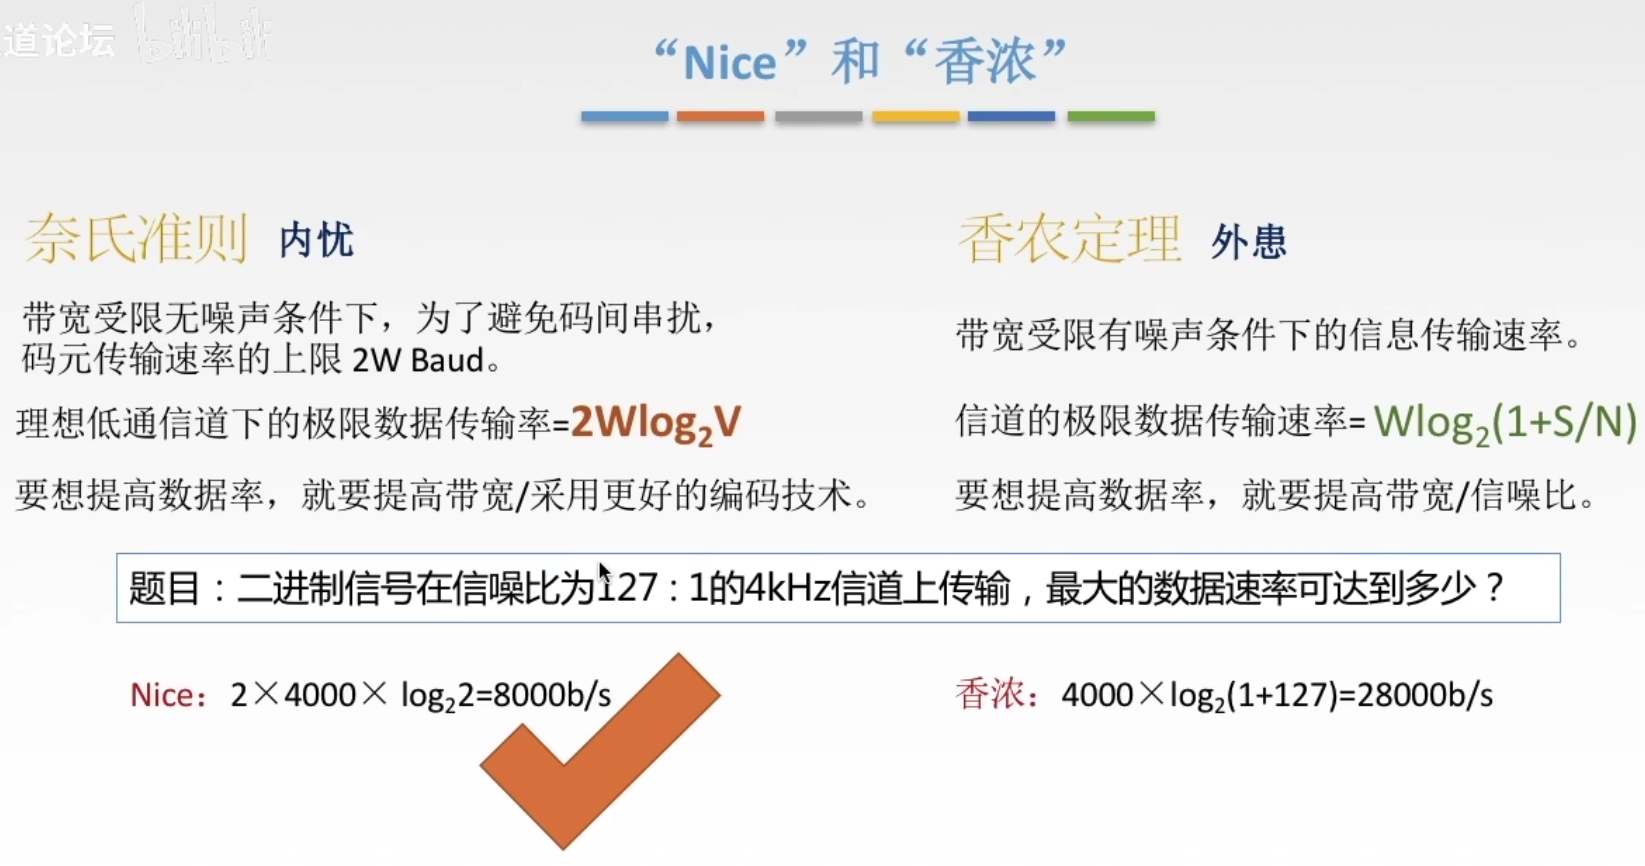 道论坛 bilibili
“Nice”和“香浓”
奈氏准则 内忧
带宽受限无噪声条件下，为了避免码间串扰，
码元传输速率的上限 2W Baud。
理想低通信道下的极限数据传输率=2Wlog₂V
要想提高数据率，就要提高带宽/采用更好的编码技术。
香农定理 外患
带宽受限有噪声条件下的信息传输速率。
信道的极限数据传输速率= Wlog₂(1+S/N)
要想提高数据率，就要提高带宽/信噪比。
题目：二进制信号在信噪比为127：1的4kHz信道上传输，最大的数据速率可达到多少？
Nice：2×4000× log₂2=8000b/s
香浓：4000×log₂(1+127)=28000b/s